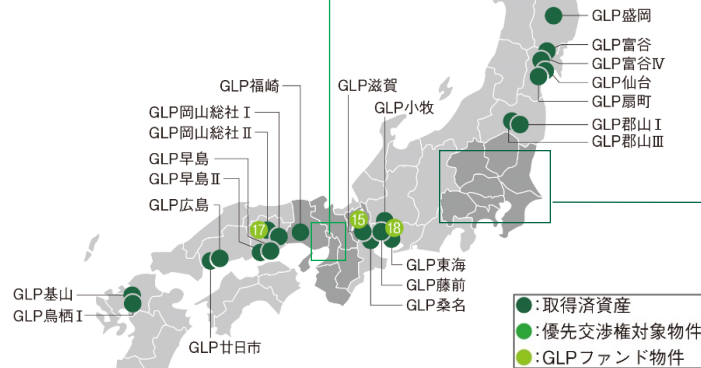 GLP盛岡
GLP富谷
GLP富谷Ⅳ
GLP仙台
GLP扇町
GLP郡山Ⅰ
GLP郡山Ⅲ
GLP福崎
GLP滋賀
GLP小牧
GLP岡山総社Ⅰ
GLP岡山総社Ⅱ
GLP早島
GLP早島Ⅱ
GLP広島
17
15
18
GLP東海
GLP藤前
GLP桑名
GLP基山
GLP鳥栖Ⅰ
GLP廿日市
:取得済資産
:優先交渉権対象物件
:GLPファンド物件